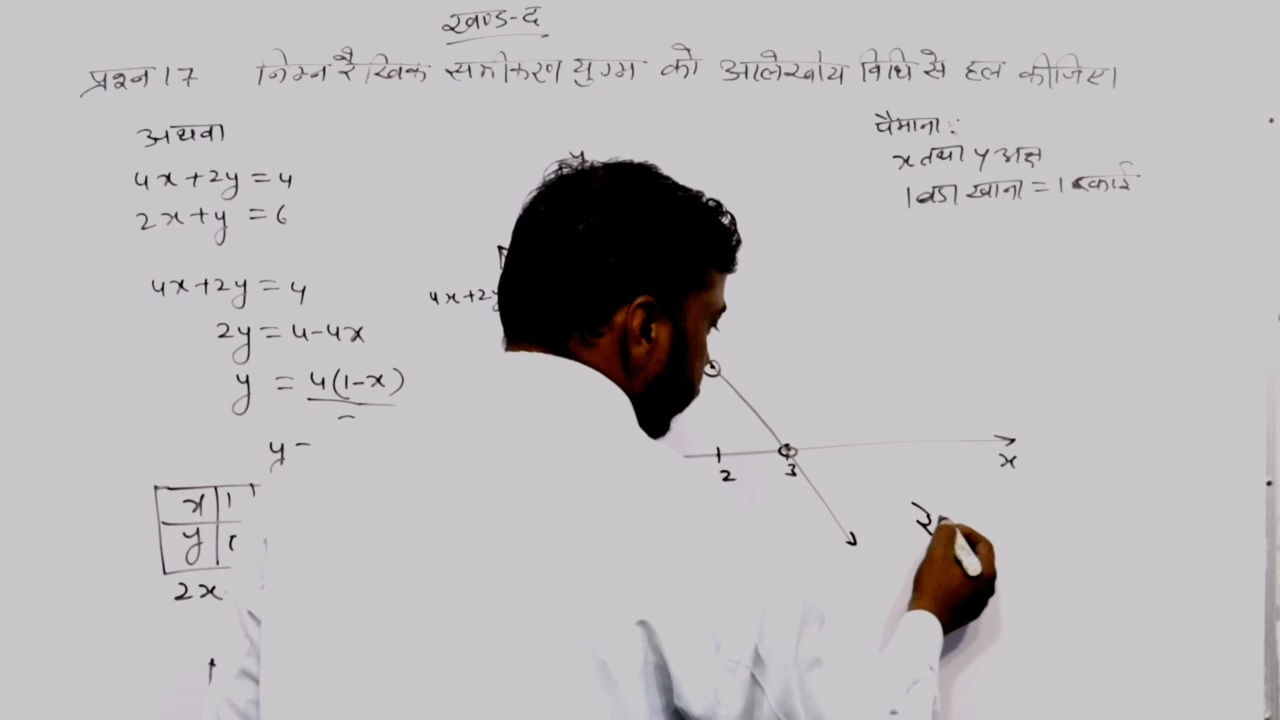 खण्ड-द
प्रश्न 17 निम्न रैखिक समीकरण युग्म को आलेखीय विधि से हल कीजिए।
अथवा
4x+2y=4
2x+y=6
पैमाना:
x तथा y अक्ष
1 बडा खाना = 1 इकाई
4x+2y=4
2y=4-4x
y = 4(1-x)
y =
x 1
y
2x
4x+2y
y
2 3
x